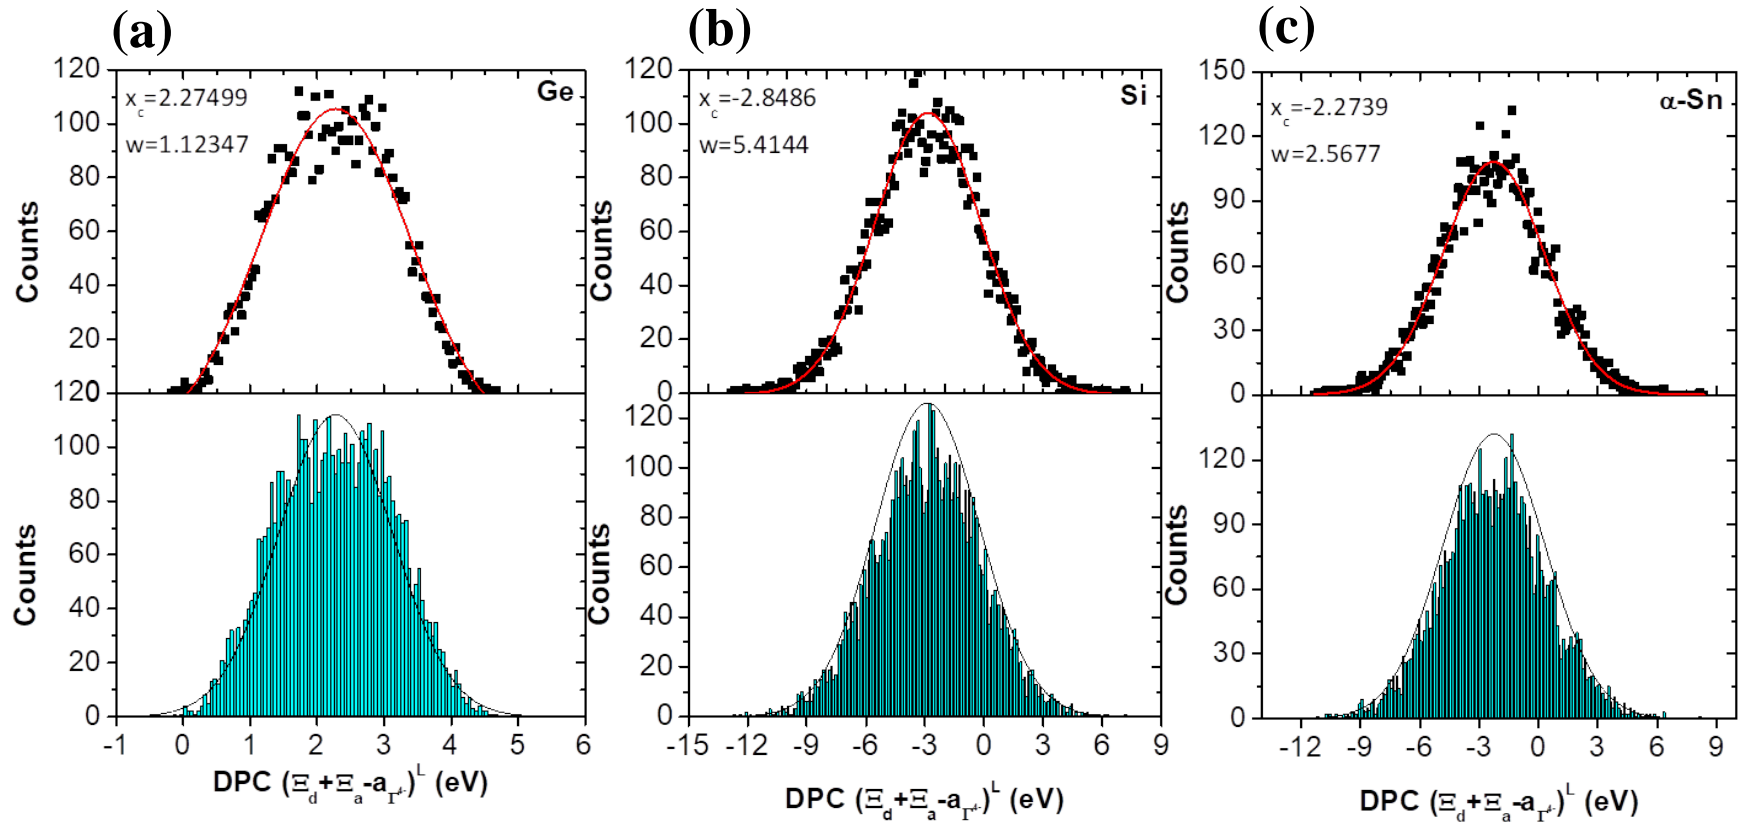 (a)
(b)
(c)
120
100
80
60
40
20
120
Counts
x_c=2.27499
w=1.12347
Ge
100
80
60
40
20
0
Counts
-1 0 1 2 3 4 5 6
DPC (Ξ_d+Ξ_a-a_Γ⁴⁻)^L (eV)
120
100
80
60
40
20
0
Counts
x_c=-2.8486
w=5.4144
Si
120
100
80
60
40
20
0
Counts
-15 -12 -9 -6 -3 0 3 6 9
DPC (Ξ_d+Ξ_a-a_Γ⁴⁻)^L (eV)
150
120
90
60
30
0
Counts
x_c=-2.2739
w=2.5677
α-Sn
120
90
60
30
0
Counts
-12 -9 -6 -3 0 3 6 9
DPC (Ξ_d+Ξ_a-a_Γ⁴⁻)^L (eV)